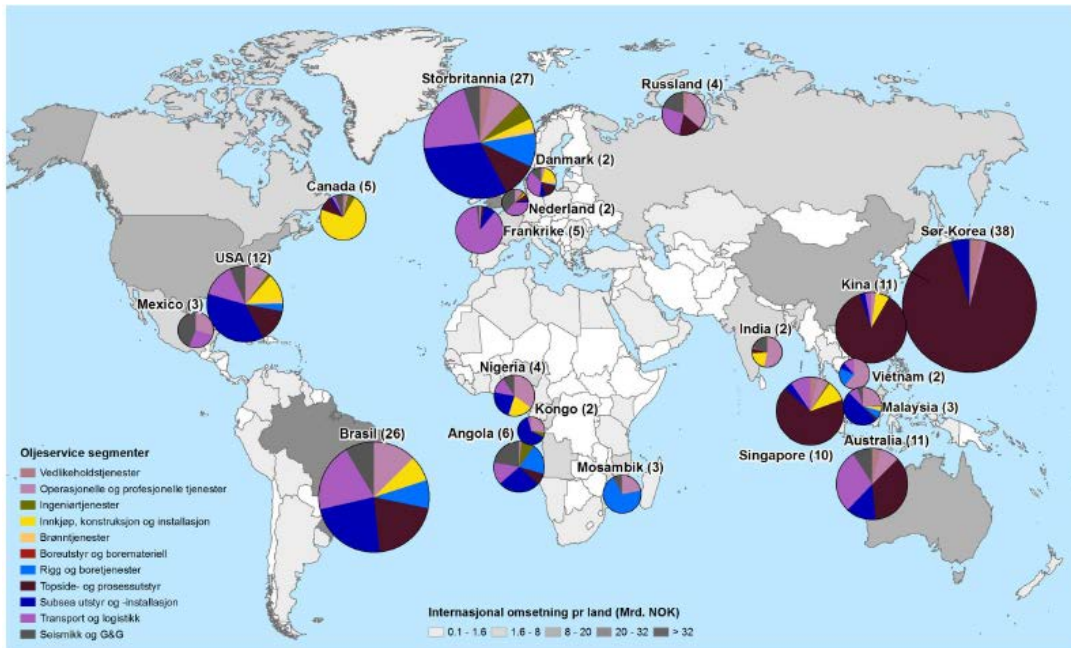 Storbritannia (27)
Russland (4)
Danmark (2)
Canada (5)
Nederland (2)
Frankrike (5)
Sør-Korea (38)
USA (12)
Kina (11)
Mexico (3)
India (2)
Nigeria (4)
Vietnam (2)
Kongo (2)
Malaysia (3)
Brasil (26)
Angola (6)
Australia (11)
Singapore (10)
Mosambik (3)
Oljeservice segmenter
Vedlikeholdstjenester
Operasjonelle og profesjonelle tjenester
Ingeniørtjenester
Innkjøp, konstruksjon og installasjon
Brønntjenester
Boreutstyr og boremateriell
Rigg og boretjenester
Topside- og prosessutstyr
Subsea utstyr og -installasjon
Transport og logistikk
Seismikk og G&G
Internasjonal omsetning pr land (Mrd. NOK)
0.1 - 1.6
1.6 - 8
8 - 20
20 - 32
> 32